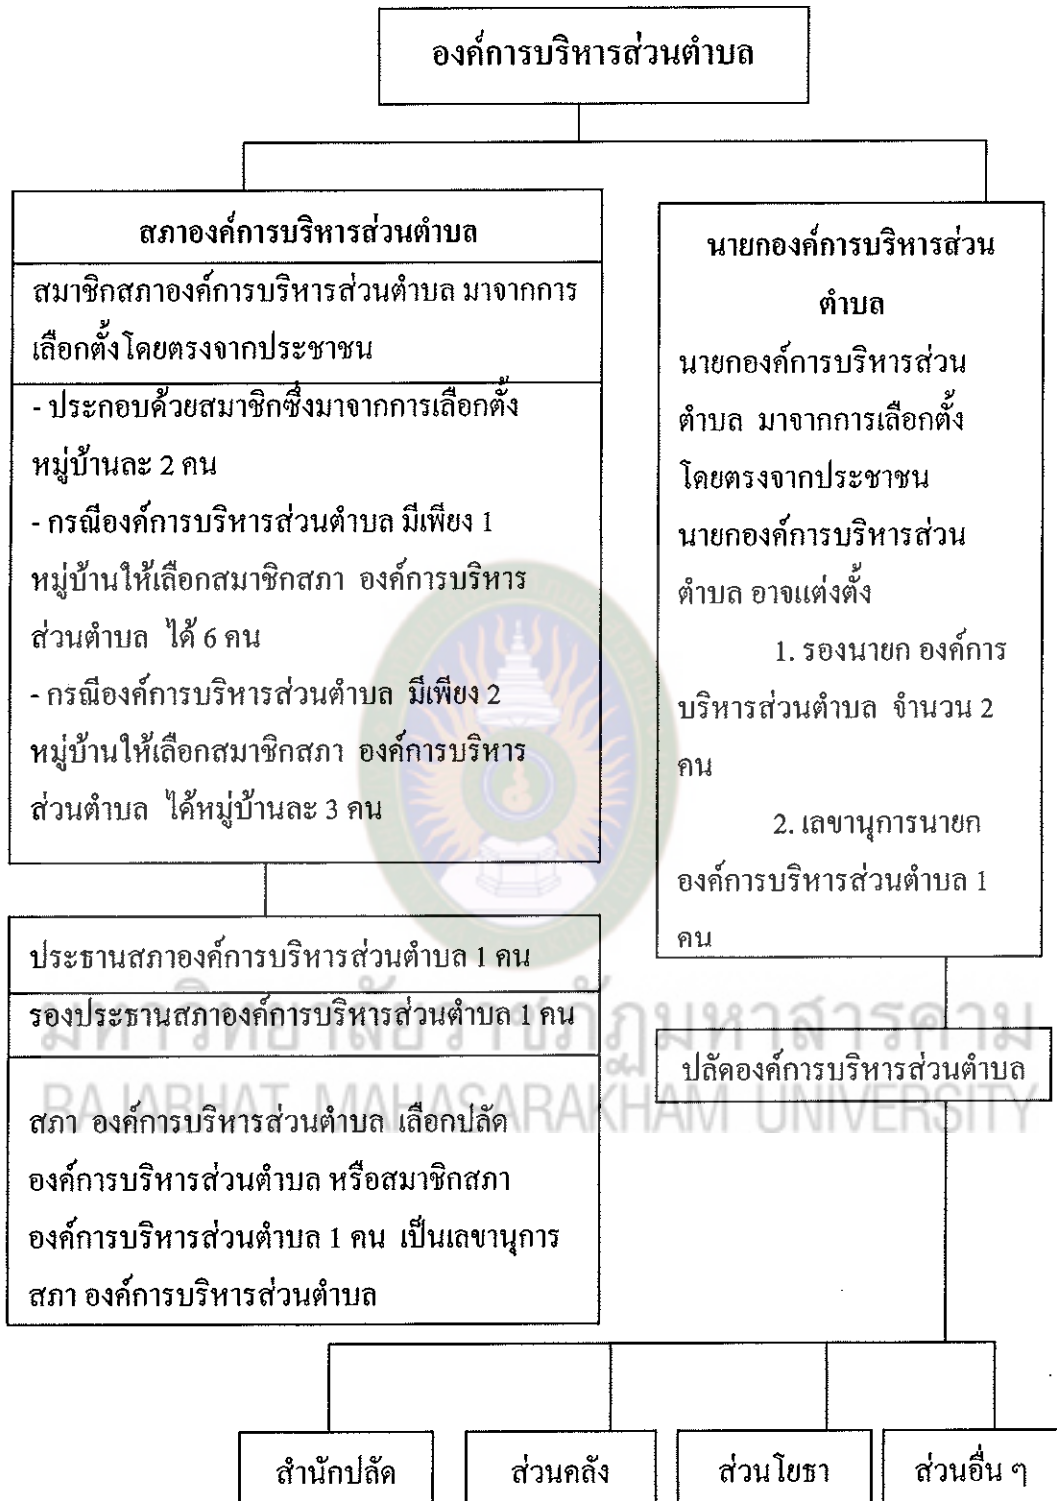 องค์การบริหารส่วนตำบล
สภาองค์การบริหารส่วนตำบล
สมาชิกสภาองค์การบริหารส่วนตำบล มาจากการ
เลือกตั้งโดยตรงจากประชาชน
- ประกอบด้วยสมาชิกซึ่งมาจากการเลือกตั้ง
หมู่บ้านละ 2 คน
- กรณีองค์การบริหารส่วนตำบล มีเพียง 1
หมู่บ้านให้เลือกสมาชิกสภา องค์การบริหาร
ส่วนตำบล ได้ 6 คน
- กรณีองค์การบริหารส่วนตำบล มีเพียง 2
หมู่บ้านให้เลือกสมาชิกสภา องค์การบริหาร
ส่วนตำบล ได้หมู่บ้านละ 3 คน
ประธานสภาองค์การบริหารส่วนตำบล 1 คน
รองประธานสภาองค์การบริหารส่วนตำบล 1 คน
สภา องค์การบริหารส่วนตำบล เลือกปลัด
องค์การบริหารส่วนตำบล หรือสมาชิกสภา
องค์การบริหารส่วนตำบล 1 คน เป็นเลขานุการ
สภา องค์การบริหารส่วนตำบล
นายกองค์การบริหารส่วน
ตำบล
นายกองค์การบริหารส่วน
ตำบล มาจากการเลือกตั้ง
โดยตรงจากประชาชน
นายกองค์การบริหารส่วน
ตำบล อาจแต่งตั้ง
1. รองนายก องค์การ
บริหารส่วนตำบล จำนวน 2
คน
2. เลขานุการนายก
องค์การบริหารส่วนตำบล 1
คน
ปลัดองค์การบริหารส่วนตำบล
สำนักปลัด
ส่วนคลัง
ส่วนโยธา
ส่วนอื่น ๆ
มหาวิทยาลัยราชภัฏมหาสารคาม
RAJABHAT MAHASARAKHAM UNIVERSITY